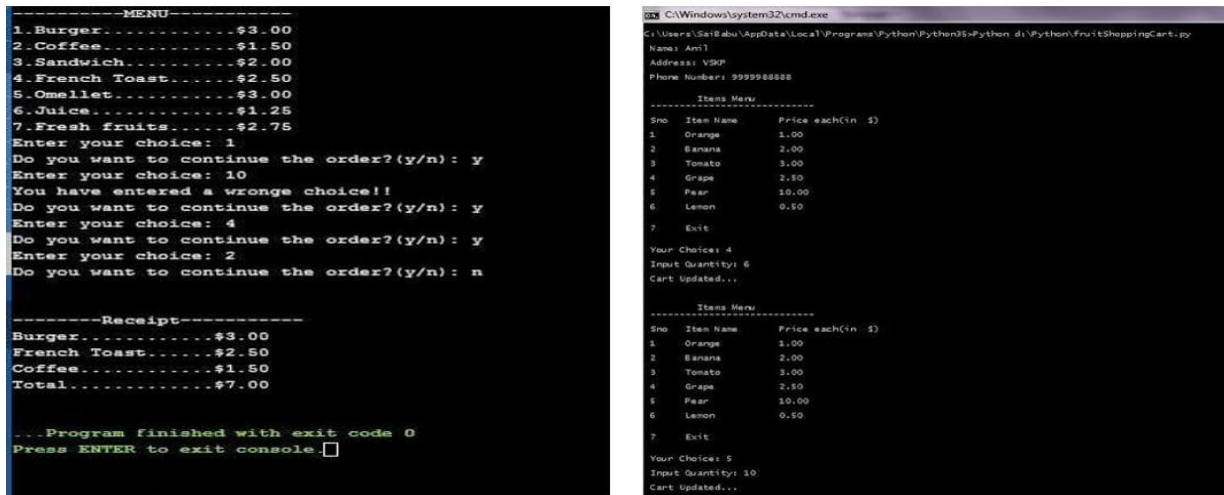 ----------MENU-----------
1.Burger............$3.00
2.Coffee............$1.50
3.Sandwich..........$2.00
4.French Toast......$2.50
5.Omellet...........$3.00
6.Juice.............$1.25
7.Fresh fruits......$2.75
Enter your choice: 1
Do you want to continue the order?(y/n): y
Enter your choice: 10
You have entered a wronge choice!!
Do you want to continue the order?(y/n): y
Enter your choice: 4
Do you want to continue the order?(y/n): y
Enter your choice: 2
Do you want to continue the order?(y/n): n
--------Receipt-----------
Burger............$3.00
French Toast......$2.50
Coffee............$1.50
Total.............$7.00
...Program finished with exit code 0
Press ENTER to exit console.
C:\Windows\system32\cmd.exe
C:\Users\SaiBabu\AppData\Local\Programs\Python\Python35>Python d:\Python\fruitShoppingCart.py
Name: Anil
Address: VSKP
Phone Number: 9999988888
Items Menu
--------------------
Sno Item Name Price each(in $)
1 Orange 1.00
2 Banana 2.00
3 Tomato 3.00
4 Grape 2.50
5 Pear 10.00
6 Lemon 0.50
7 Exit
Your Choice: 4
Input Quantity: 6
Cart Updated...
Items Menu
--------------------
Sno Item Name Price each(in $)
1 Orange 1.00
2 Banana 2.00
3 Tomato 3.00
4 Grape 2.50
5 Pear 10.00
6 Lemon 0.50
7 Exit
Your Choice: 5
Input Quantity: 10
Cart Updated...